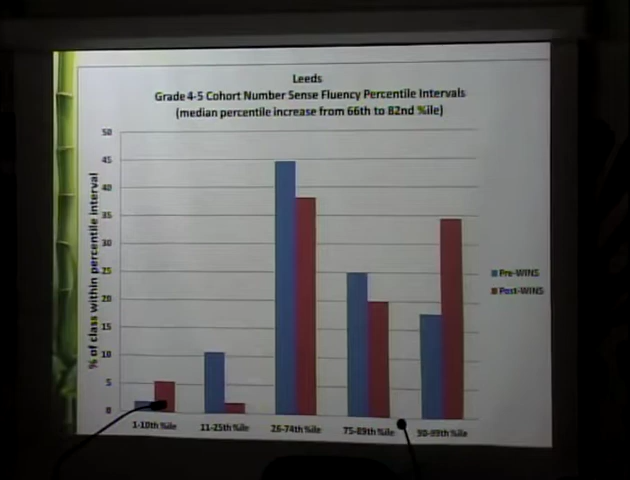 Leeds
Grade 4-5 Cohort Number Sense Fluency Percentile Intervals
(median percentile increase from 66th to 82nd %ile)
% of class within percentile interval
50
45
40
35
30
25
20
15
10
5
0
1-10th %ile
11-25th %ile
26-74th %ile
75-89th %ile
90-99th %ile
Pre-WINS
Post-WINS